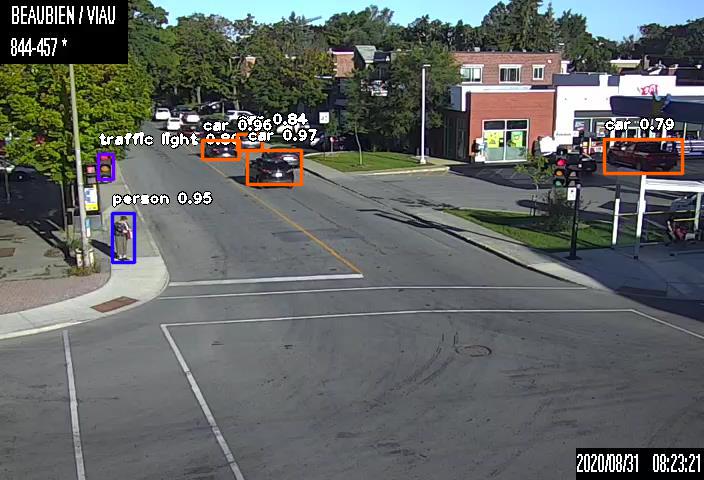 BEAUBIEN / VIAU
844-457 *
car 0.96
0.84
car 0.97
traffic light
car 0.79
person 0.95
2020/08/31 08:23:21